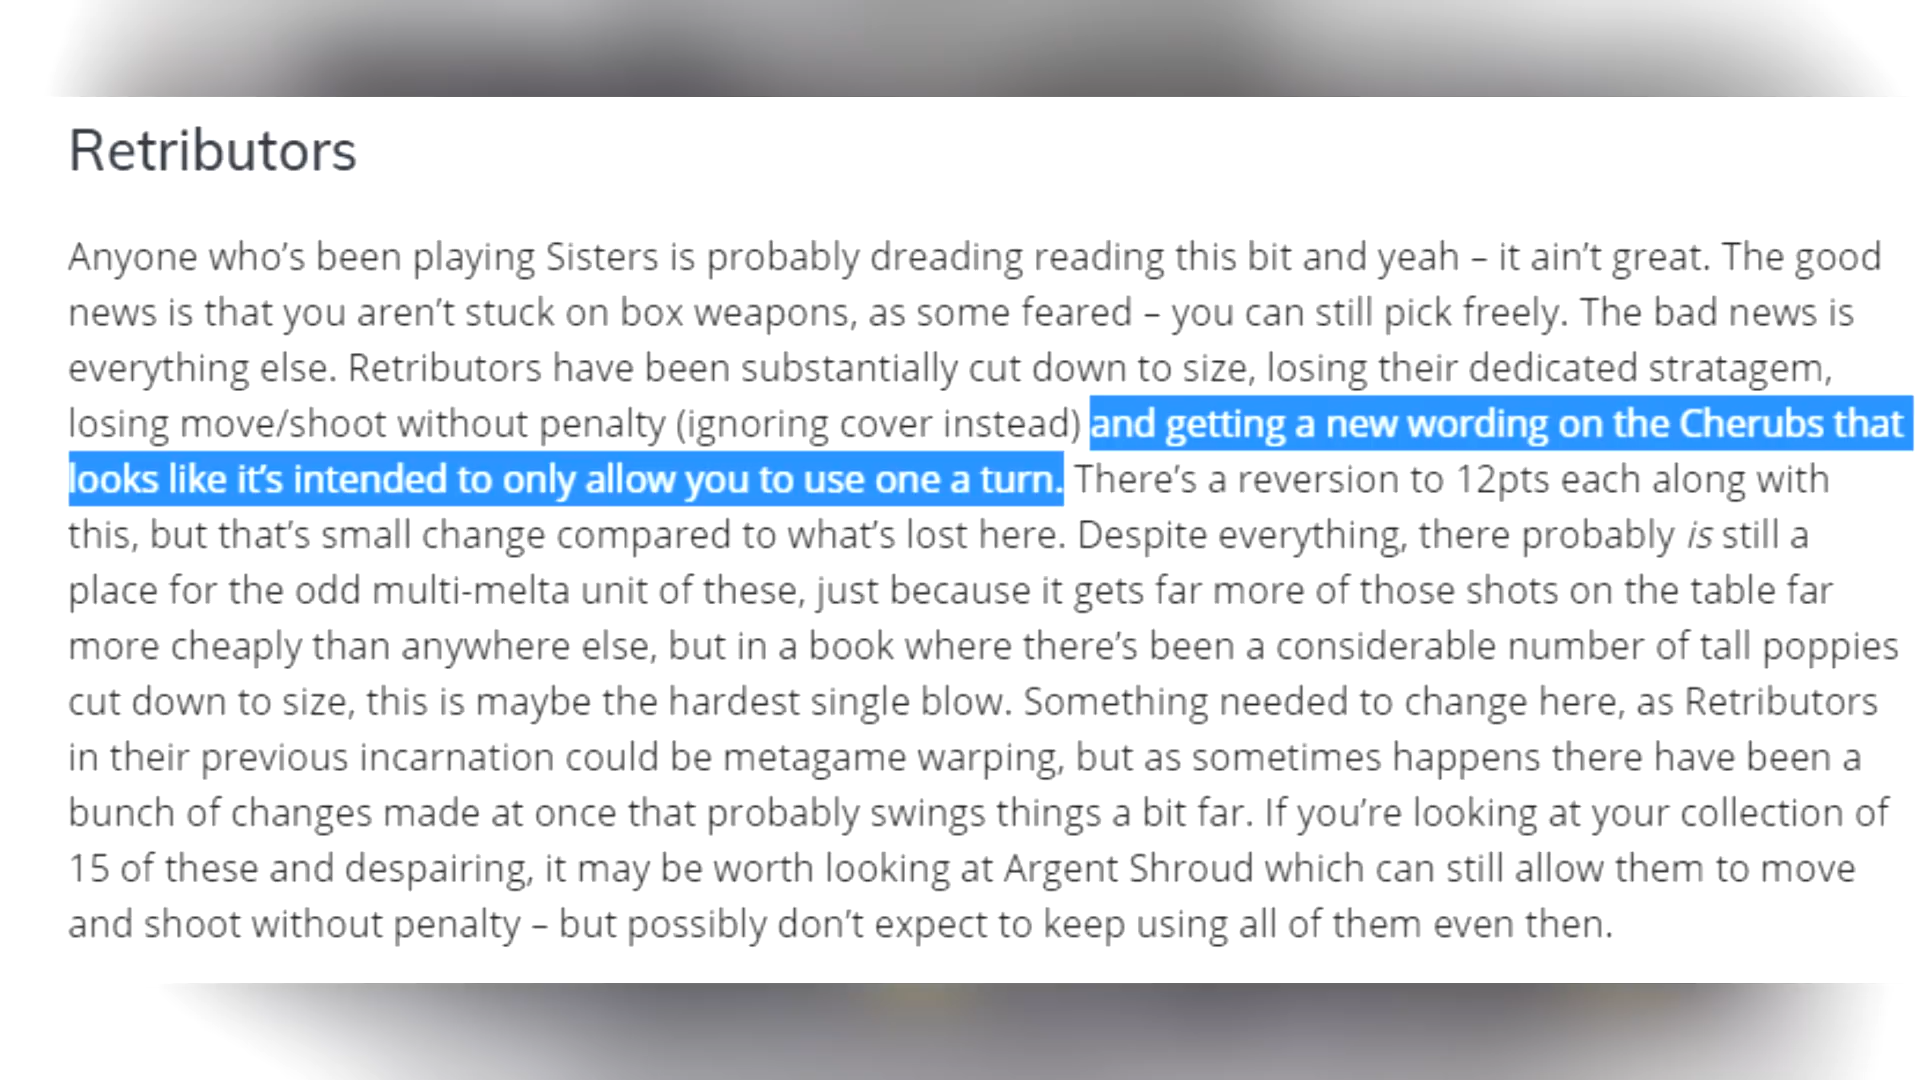 Retributors
Anyone who’s been playing Sisters is probably dreading reading this bit and yeah – it ain’t great. The good
news is that you aren’t stuck on box weapons, as some feared – you can still pick freely. The bad news is
everything else. Retributors have been substantially cut down to size, losing their dedicated stratagem,
losing move/shoot without penalty (ignoring cover instead) and getting a new wording on the Cherubs that
looks like it’s intended to only allow you to use one a turn. There’s a reversion to 12pts each along with
this, but that’s small change compared to what’s lost here. Despite everything, there probably is still a
place for the odd multi-melta unit of these, just because it gets far more of those shots on the table far
more cheaply than anywhere else, but in a book where there’s been a considerable number of tall poppies
cut down to size, this is maybe the hardest single blow. Something needed to change here, as Retributors
in their previous incarnation could be metagame warping, but as sometimes happens there have been a
bunch of changes made at once that probably swings things a bit far. If you’re looking at your collection of
15 of these and despairing, it may be worth looking at Argent Shroud which can still allow them to move
and shoot without penalty – but possibly don’t expect to keep using all of them even then.